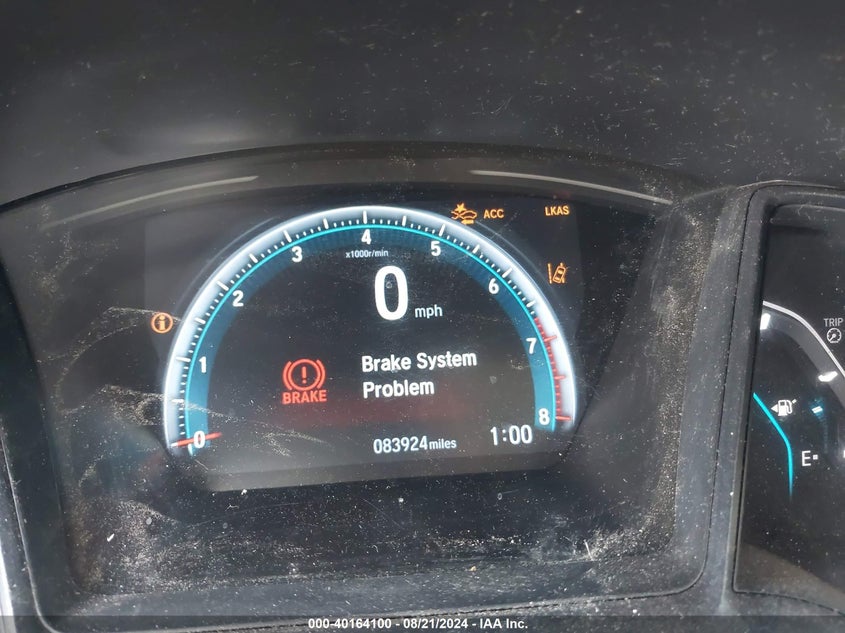 ACC
LKAS
4
3
5
x1000r/min
2
6
0
mph
1
7
Brake System
Problem
BRAKE
0
8
083924 miles
1:00
TRIP
E
000-40164100 - 08/21/2024 - IAA Inc.